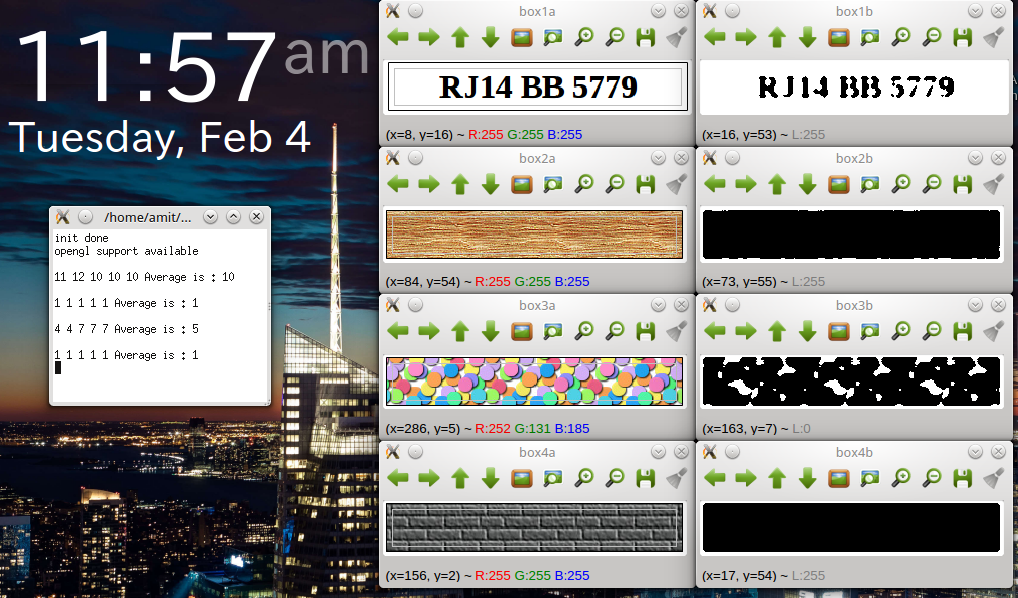 11:57am
Tuesday, Feb 4
/home/amit/...
init done
opengl support available
11 12 10 10 10 Average is : 10
1 1 1 1 1 Average is : 1
4 4 7 7 7 Average is : 5
1 1 1 1 1 Average is : 1
box1a
RJ14 BB 5779
(x=8, y=16) ~ R:255 G:255 B:255
box1b
RJ14 BB 5779
(x=16, y=53) ~ L:255
box2a
(x=84, y=54) ~ R:255 G:255 B:255
box2b
(x=73, y=55) ~ L:255
box3a
(x=286, y=5) ~ R:252 G:131 B:185
box3b
(x=163, y=7) ~ L:0
box4a
(x=156, y=2) ~ R:255 G:255 B:255
box4b
(x=17, y=54) ~ L:255